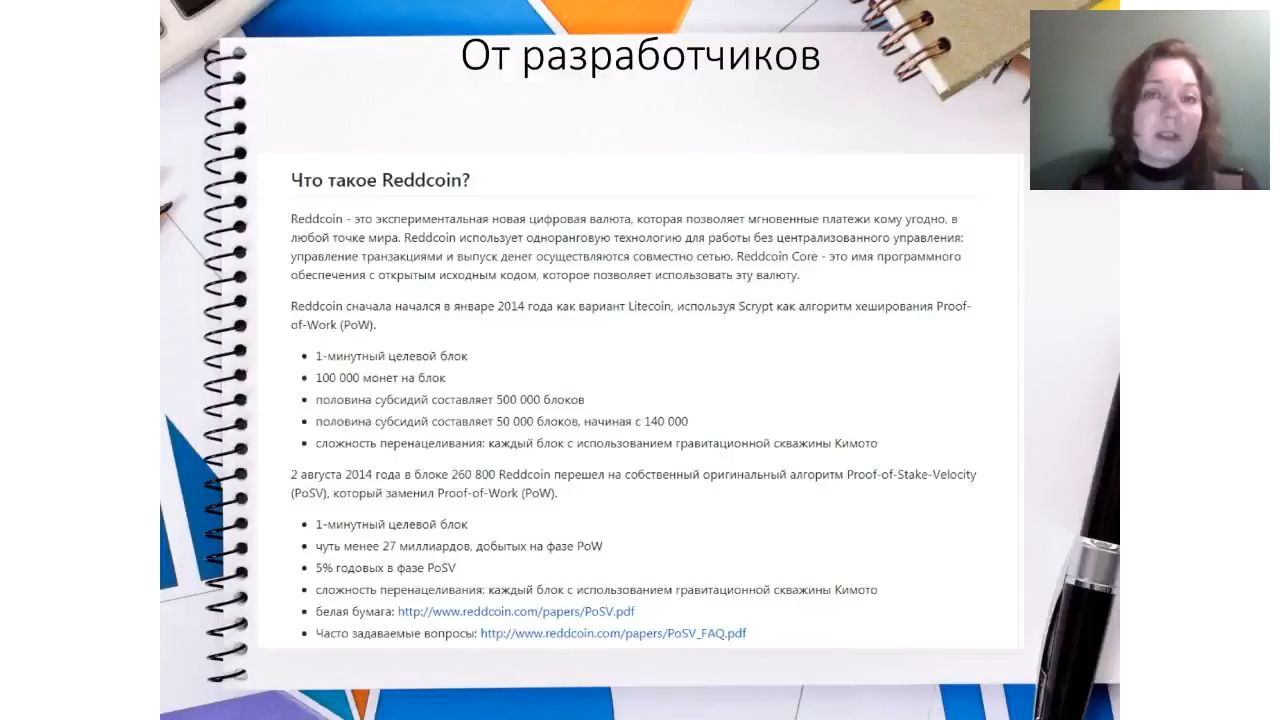 От разработчиков
Что такое Reddcoin?
Reddcoin - это экспериментальная новая цифровая валюта, которая позволяет мгновенные платежи кому угодно, в
любой точке мира. Reddcoin использует одноранговую технологию для работы без централизованного управления:
управление транзакциями и выпуск денег осуществляются совместно сетью. Reddcoin Core - это имя программного
обеспечения с открытым исходным кодом, которое позволяет использовать эту валюту.
Reddcoin сначала начался в январе 2014 года как вариант Litecoin, используя Scrypt как алгоритм хеширования Proof-
of-Work (PoW).
• 1-минутный целевой блок
• 100 000 монет на блок
• половина субсидий составляет 500 000 блоков
• половина субсидий составляет 50 000 блоков, начиная с 140 000
• сложность перенацеливания: каждый блок с использованием гравитационной скважины Кимото
2 августа 2014 года в блоке 260 800 Reddcoin перешел на собственный оригинальный алгоритм Proof-of-Stake-Velocity
(PoSV), который заменил Proof-of-Work (PoW).
• 1-минутный целевой блок
• чуть менее 27 миллиардов, добытых на фазе PoW
• 5% годовых в фазе PoSV
• сложность перенацеливания: каждый блок с использованием гравитационной скважины Кимото
• белая бумага: http://www.reddcoin.com/papers/PoSV.pdf
• Часто задаваемые вопросы: http://www.reddcoin.com/papers/PoSV_FAQ.pdf